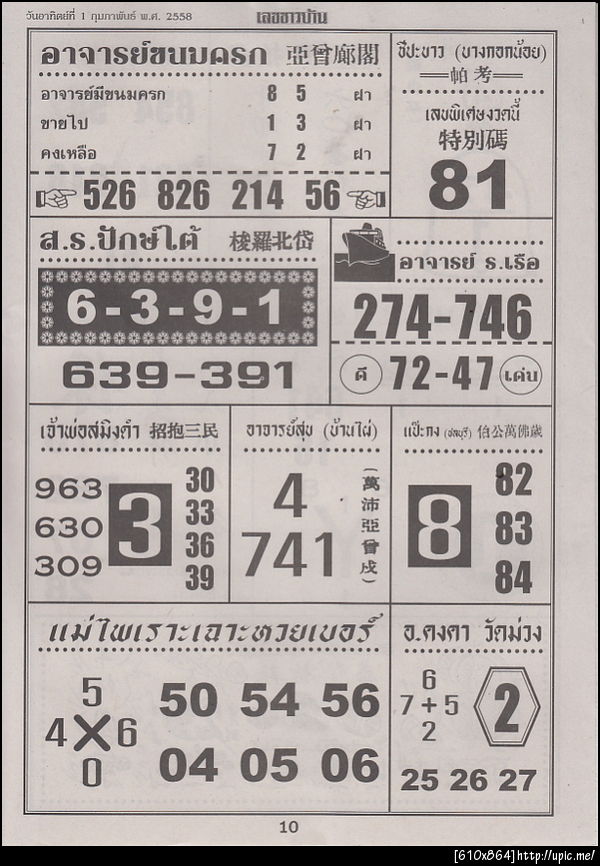 วันอาทิตย์ที่ 1 กุมภาพันธ์ พ.ศ. 2558
เลขชาวบ้าน
อาจารย์ขนมครก 亞曾廊閣
อาจารย์มีขนมครก 8 5 ฝา
ขายไป 1 3 ฝา
คงเหลือ 7 2 ฝา
526 826 214 56
ชีปะขาว (บางกอกน้อย)
帕考
เลขพิเศษงวดนี้
特別碼
81
ส.ร.ปักษ์ใต้ 梭羅北岱
6-3-9-1
639-391
อาจารย์ ร.เรือ
274-746
ดี 72-47 เด่น
เจ้าพ่อสมิงดำ 招抱三民
963
630
309
3
30
33
36
39
อาจารย์สุข (บ้านไผ่)
4
741
(萬沛亞曾戍)
แป๊ะกง (ชลบุรี) 伯公萬佛歲
8
82
83
84
แม่ไพเราะเฉาะหวยเบอร์
5
4 X 6
0
50 54 56
04 05 06
อ.คงคา วัดม่วง
6
7 + 5
2
2
25 26 27
10
[610x864]http://upic.me/